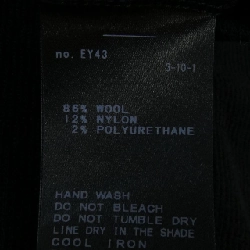 no. EY43
3-10-1
86% WOOL
12% NYLON
2% POLYURETHANE
HAND WASH
DO NOT BLEACH
DO NOT TUMBLE DRY
LINE DRY IN THE SHADE
COOL IRON